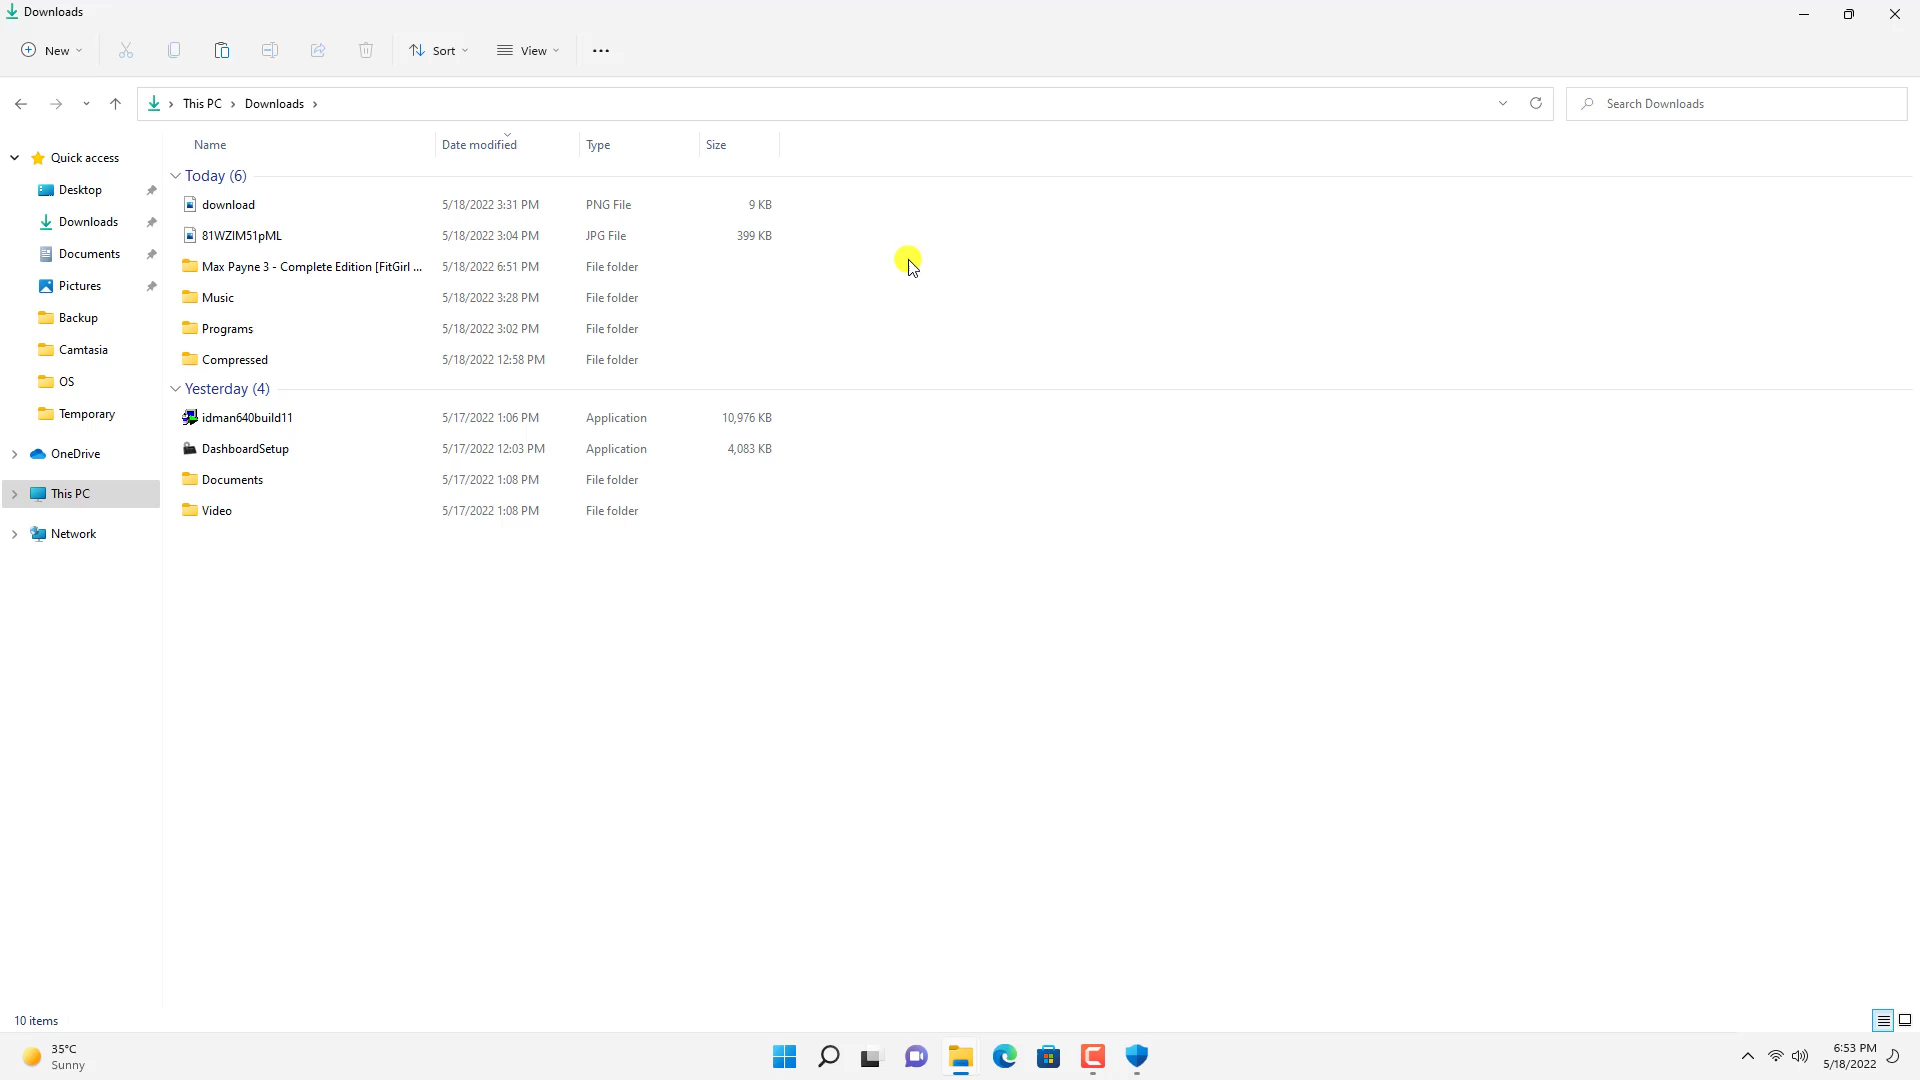 Downloads
New Sort View
This PC Downloads Search Downloads
Name Date modified Type Size
Quick access
Desktop
Downloads
Documents
Pictures
Backup
Camtasia
OS
Temporary
OneDrive
This PC
Network
Today (6)
download 5/18/2022 3:31 PM PNG File 9 KB
81WZIM51pML 5/18/2022 3:04 PM JPG File 399 KB
Max Payne 3 - Complete Edition [FitGirl ... 5/18/2022 6:51 PM File folder
Music 5/18/2022 3:28 PM File folder
Programs 5/18/2022 3:02 PM File folder
Compressed 5/18/2022 12:58 PM File folder
Yesterday (4)
idman640build11 5/17/2022 1:06 PM Application 10,976 KB
DashboardSetup 5/17/2022 12:03 PM Application 4,083 KB
Documents 5/17/2022 1:08 PM File folder
Video 5/17/2022 1:08 PM File folder
10 items
35°C
Sunny
6:53 PM
5/18/2022